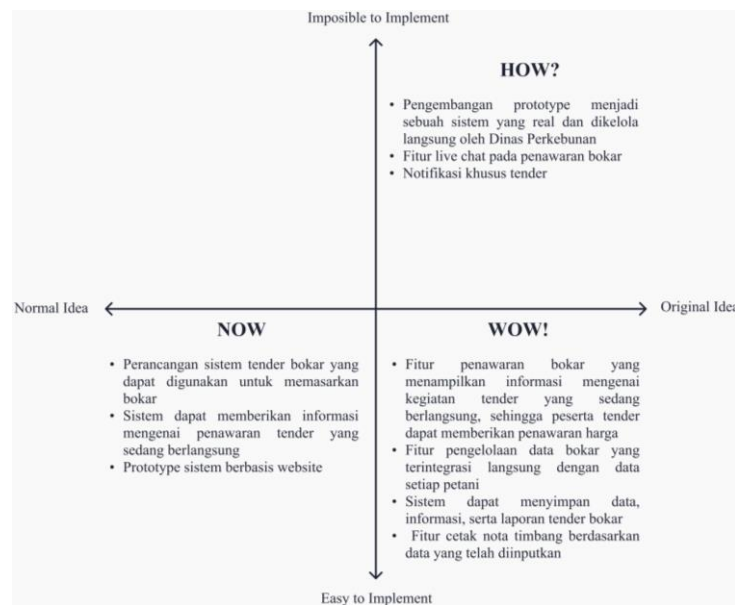 Imposible to Implement
HOW?
• Pengembangan prototype menjadi
sebuah sistem yang real dan dikelola
langsung oleh Dinas Perkebunan
• Fitur live chat pada penawaran bokar
• Notifikasi khusus tender
Normal Idea
Original Idea
NOW
• Perancangan sistem tender bokar yang
dapat digunakan untuk memasarkan
bokar
• Sistem dapat memberikan informasi
mengenai penawaran tender yang
sedang berlangsung
• Prototype sistem berbasis website
WOW!
• Fitur penawaran bokar yang
menampilkan informasi mengenai
kegiatan tender yang sedang
berlangsung, sehingga peserta tender
dapat memberikan penawaran harga
• Fitur pengelolaan data bokar yang
terintegrasi langsung dengan data
setiap petani
• Sistem dapat menyimpan data,
informasi, serta laporan tender bokar
• Fitur cetak nota timbang berdasarkan
data yang telah diinputkan
Easy to Implement